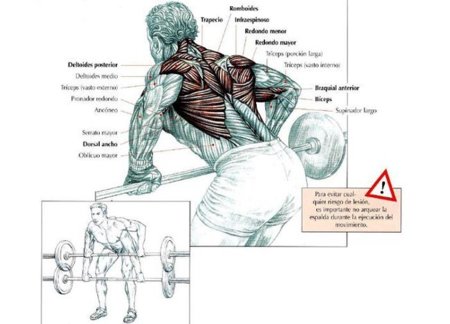 Romboides
Trapecio
Infraespinoso
Redondo menor
Redondo mayor
Tríceps (porción larga)
Tríceps (vasto interno)
Deltoides posterior
Deltoides medio
Tríceps (vasto externo)
Pronador redondo
Ancóneo
Braquial anterior
Bíceps
Supinador largo
Serrato mayor
Dorsal ancho
Oblicuo mayor
!
Para evitar cual-
quier riesgo de lesión,
es importante no arquear la
espalda durante la ejecución del
movimiento.